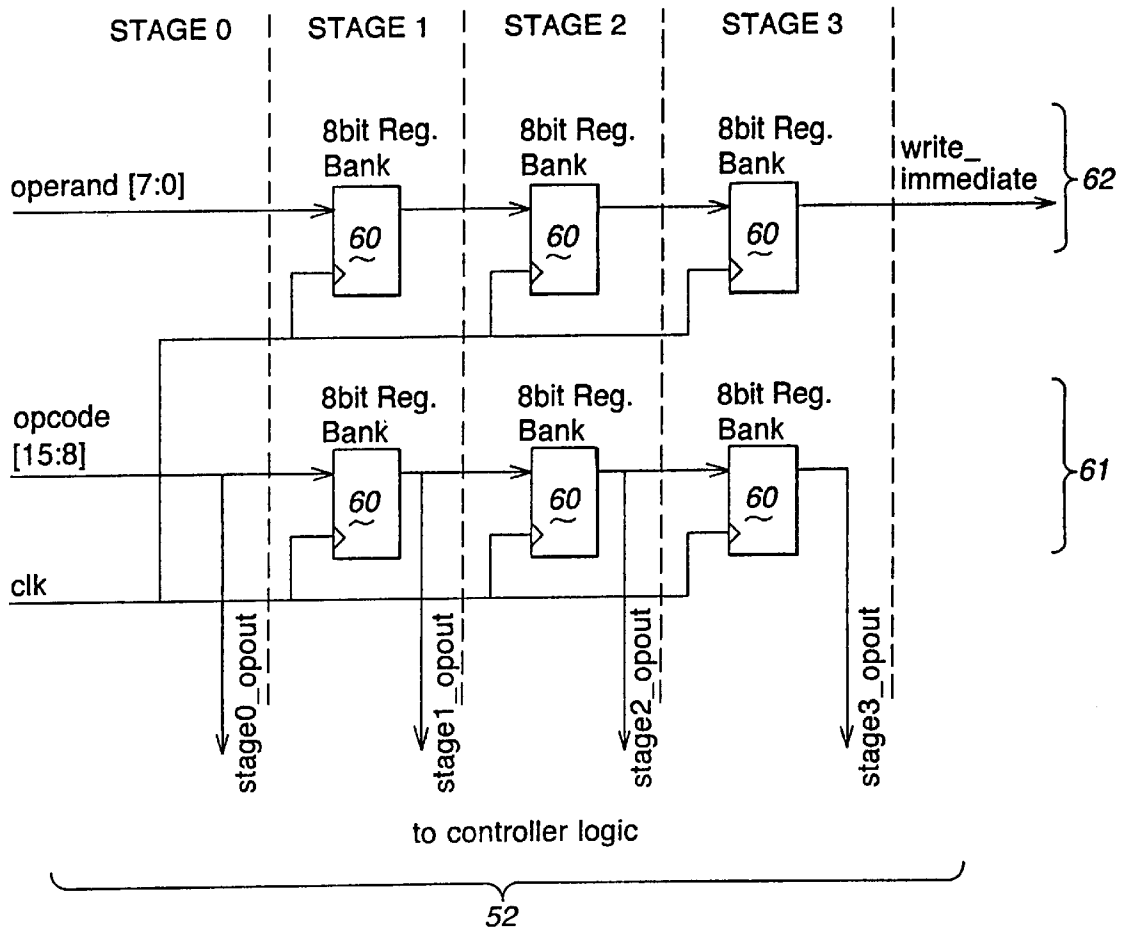 STAGE 0 STAGE 1 STAGE 2 STAGE 3
8bit Reg.
Bank
8bit Reg.
Bank
8bit Reg.
Bank
write_
immediate
62
operand [7:0]
60
60
60
8bit Reg.
Bank
8bit Reg.
Bank
8bit Reg.
Bank
opcode
[15:8]
61
60
60
60
clk
stage0_opout
stage1_opout
stage2_opout
stage3_opout
to controller logic
52